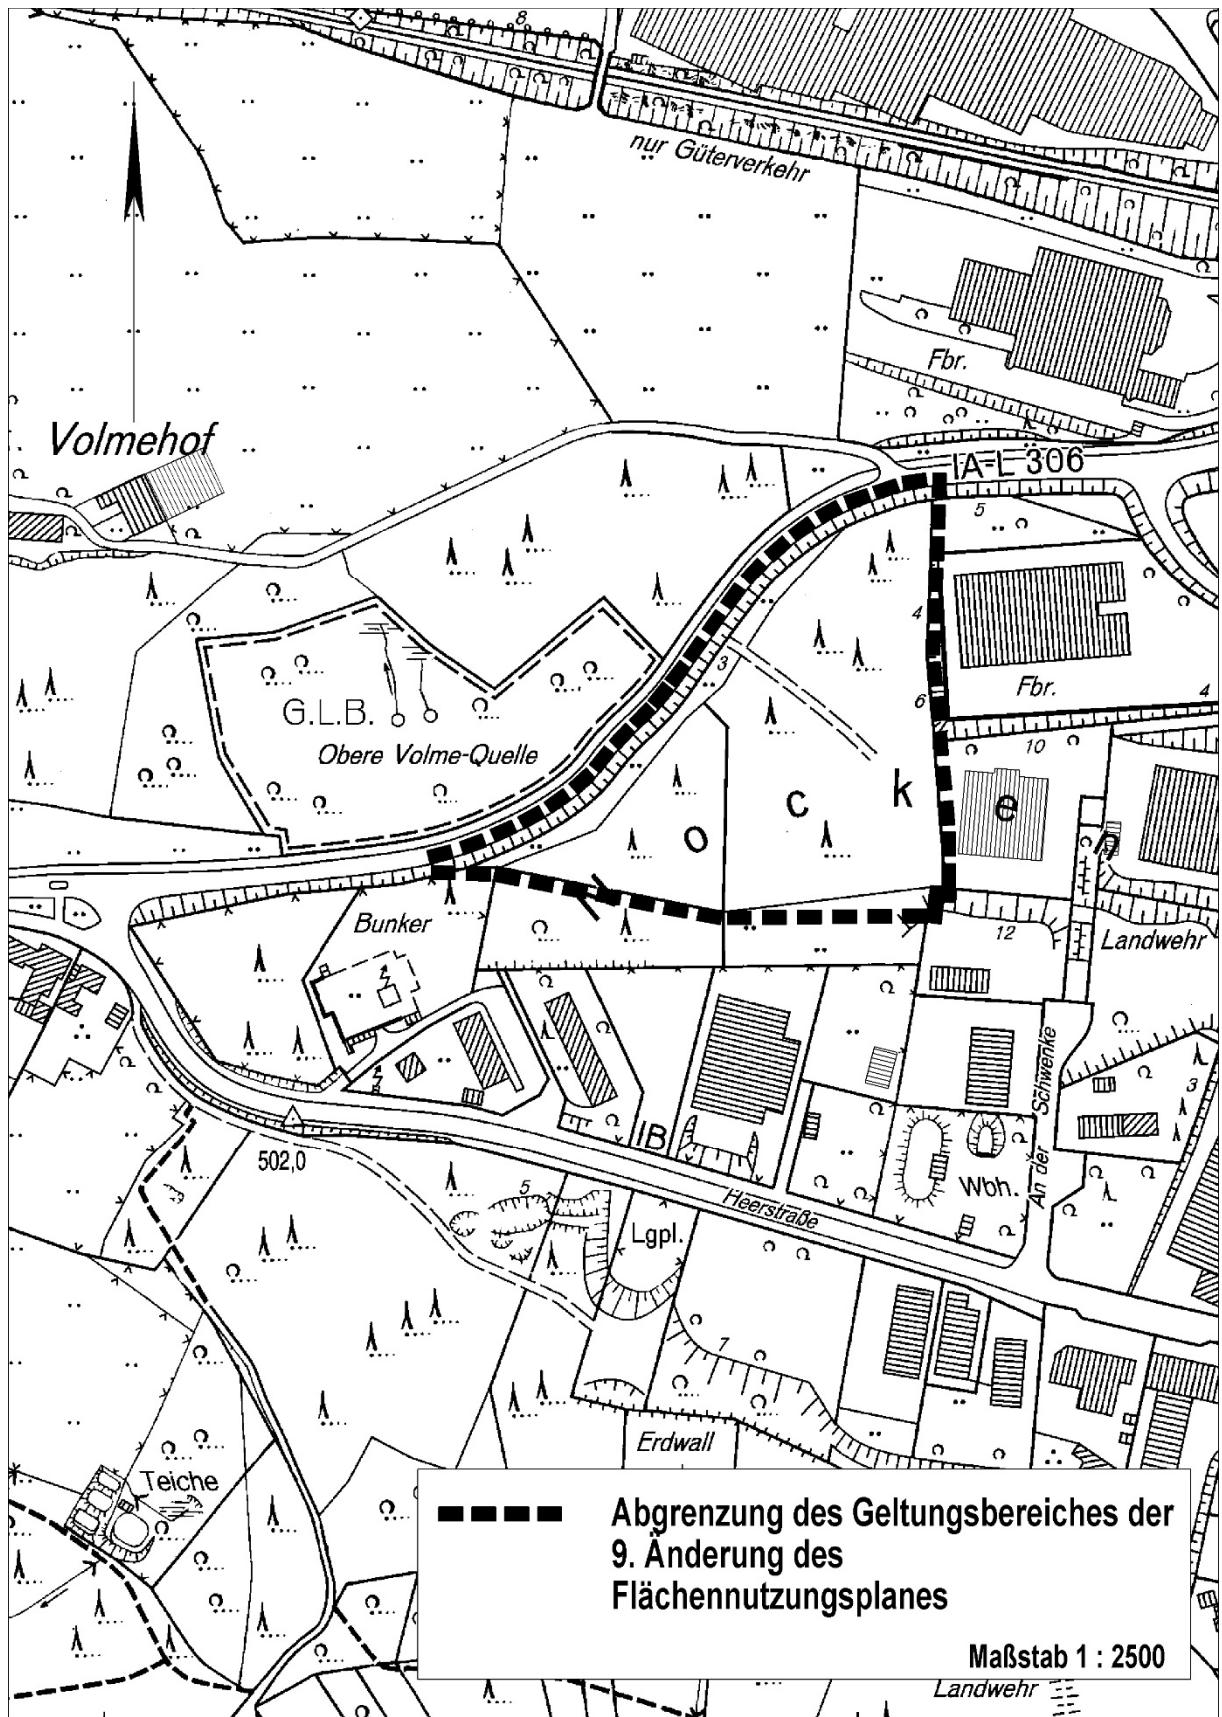 8
nur Güterverkehr
Fbr.
Volmehof
IA-L 306
5
4
3
Fbr.
6
4
G.L.B.
Obere Volme-Quelle
10
o c k e n
Bunker
12
Landwehr
An der Schwenke
3
502,0
IB
Heerstraße
Wbh.
5
Lgpl.
7
Erdwall
Teiche
Abgrenzung des Geltungsbereiches der
9. Änderung des
Flächennutzungsplanes
Maßstab 1 : 2500
Landwehr